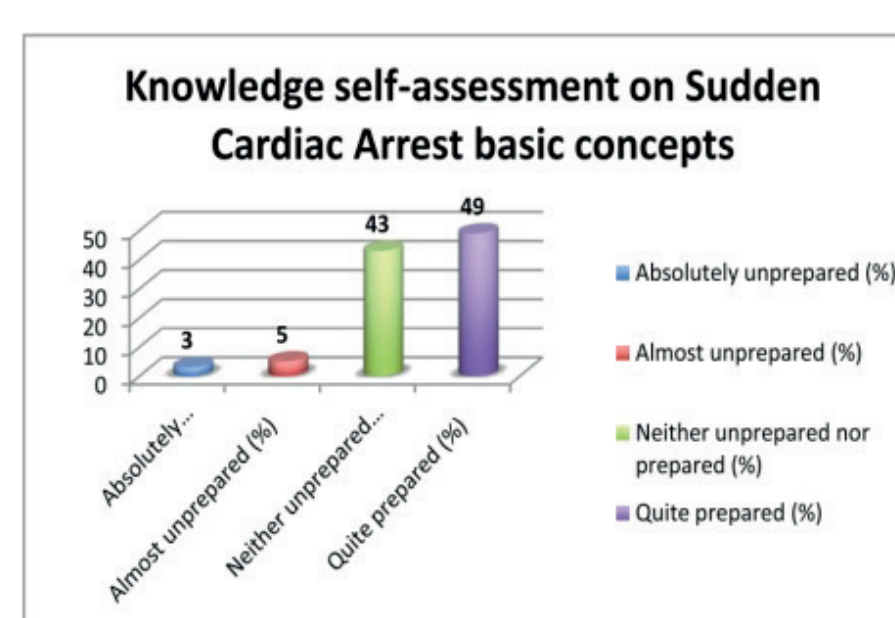 Knowledge self-assessment on Sudden
Cardiac Arrest basic concepts
50
40
30
20
10
0
3
5
43
49
Absolutely...
Almost unprepared (%)
Neither unprepared...
Quite prepared (%)
Absolutely unprepared (%)
Almost unprepared (%)
Neither unprepared nor
prepared (%)
Quite prepared (%)